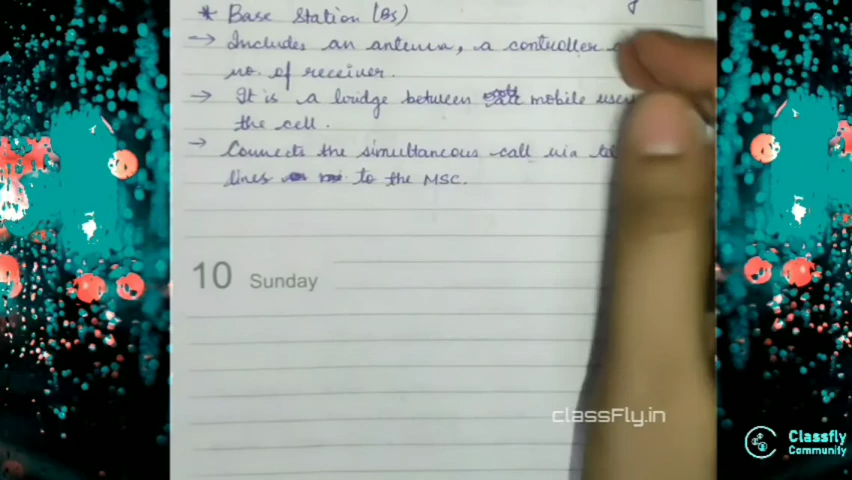 * Base Station (BS)
→ Includes an antenna, a controller
no. of receiver.
→ It is a bridge between mobile user
the cell.
→ Connects the simultaneous call via
lines to the MSC.
10 Sunday
classFly.in
Classfly
Community